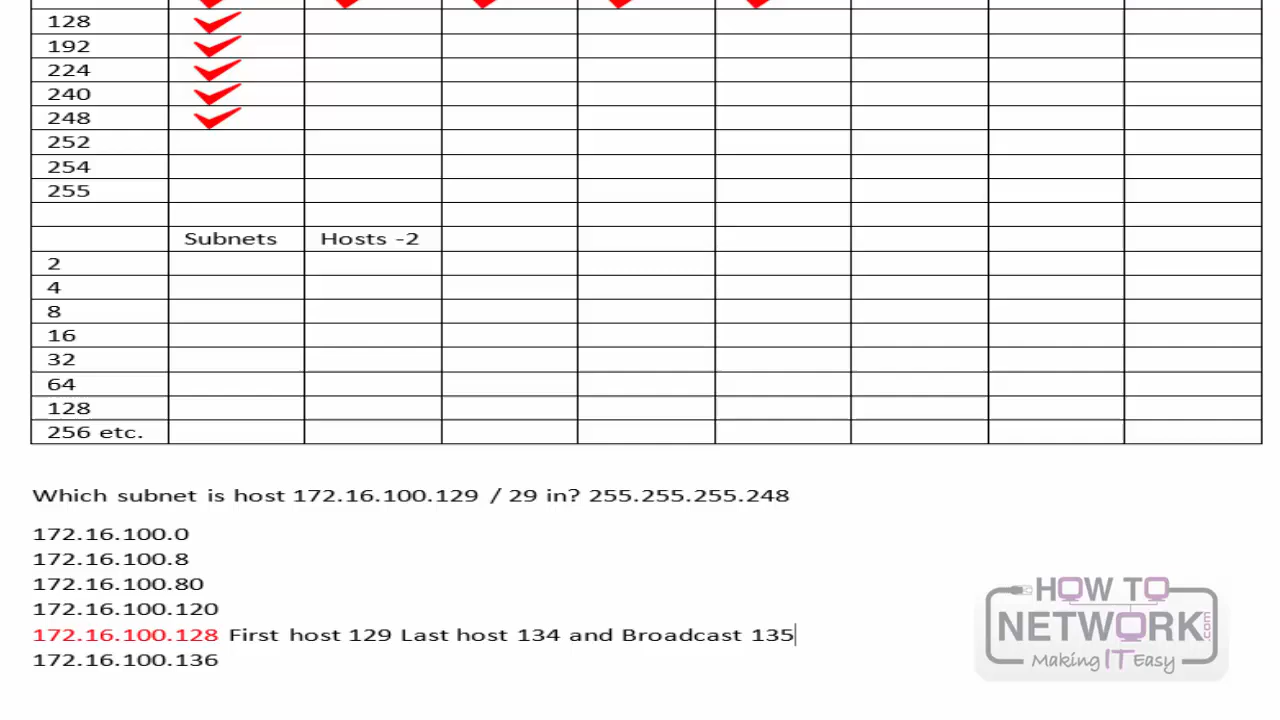 128
192
224
240
248
252
254
255
Subnets Hosts -2
2
4
8
16
32
64
128
256 etc.
Which subnet is host 172.16.100.129 / 29 in? 255.255.255.248
172.16.100.0
172.16.100.8
172.16.100.80
172.16.100.120
172.16.100.128 First host 129 Last host 134 and Broadcast 135
172.16.100.136
HOW TO
NETWORK.com
Making IT Easy